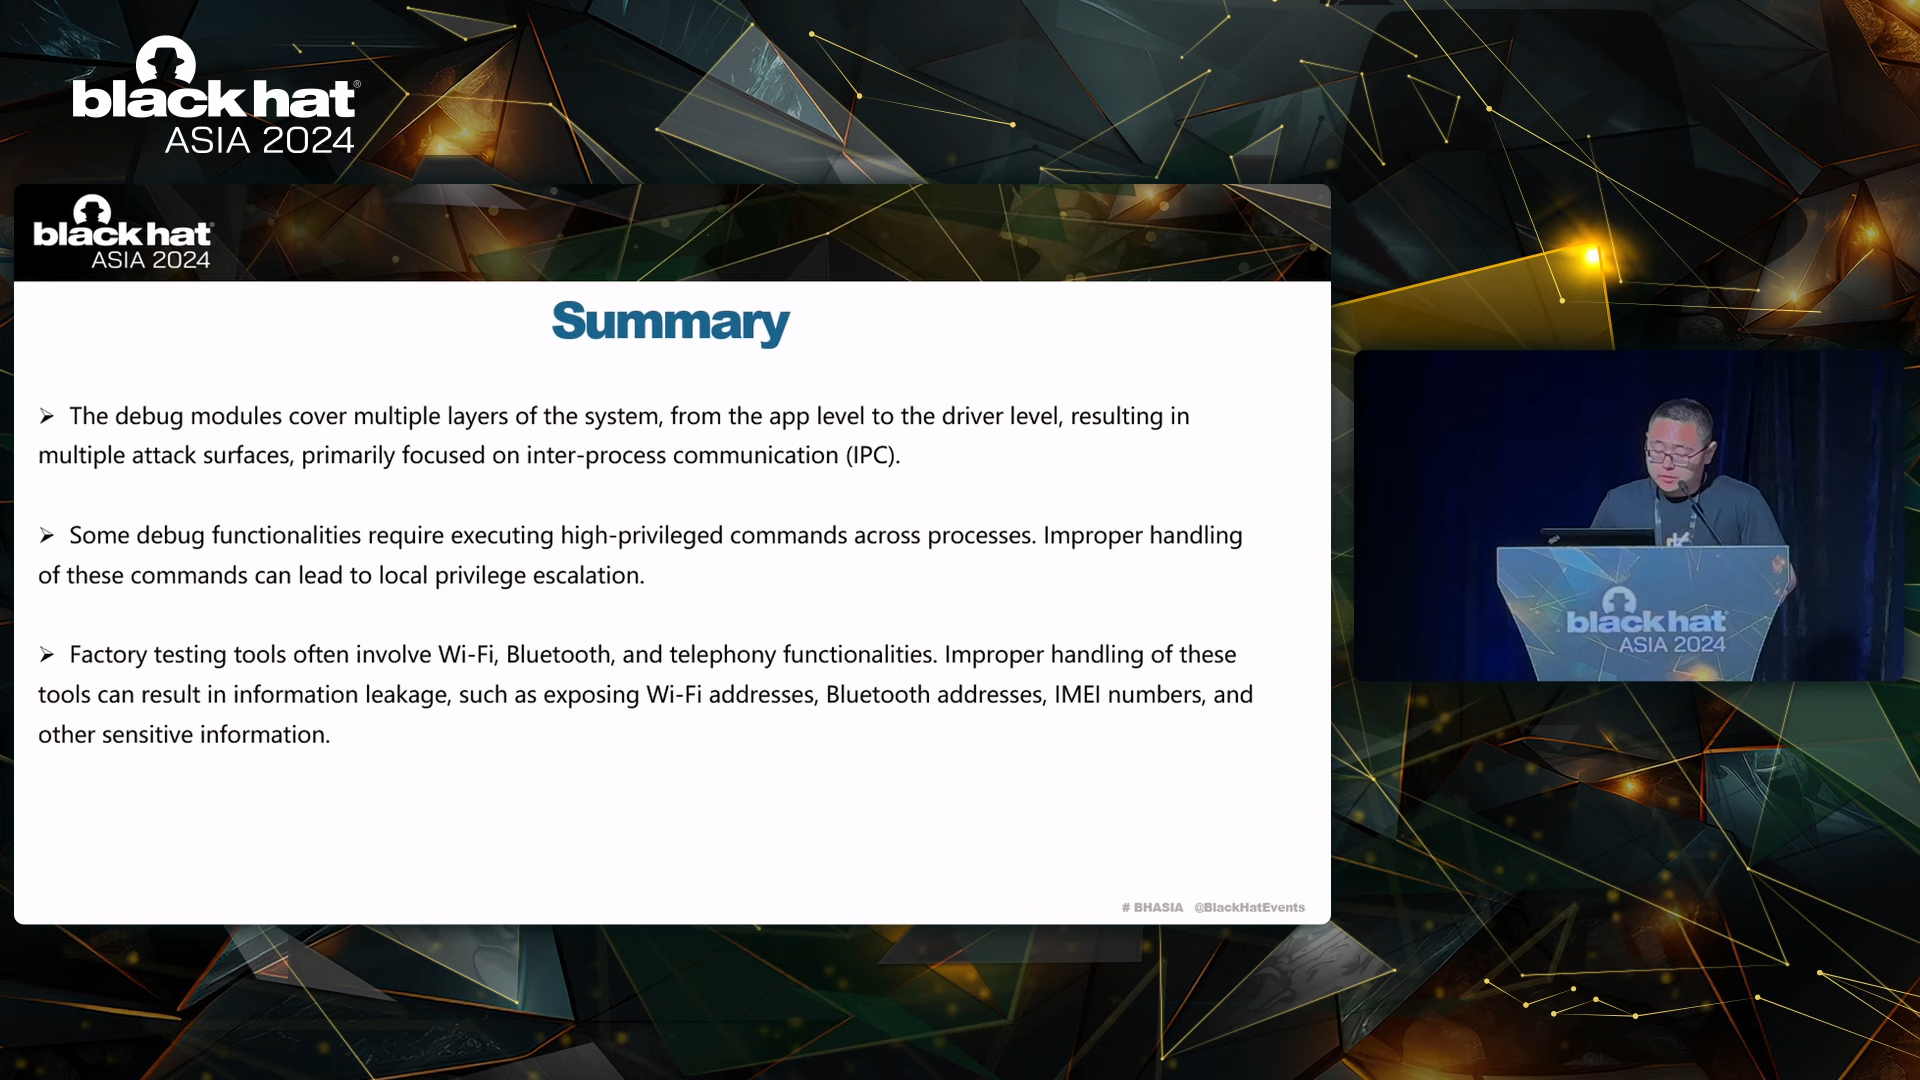 black hat®
ASIA 2024
black hat®
ASIA 2024
Summary
➢ The debug modules cover multiple layers of the system, from the app level to the driver level, resulting in
multiple attack surfaces, primarily focused on inter-process communication (IPC).
➢ Some debug functionalities require executing high-privileged commands across processes. Improper handling
of these commands can lead to local privilege escalation.
➢ Factory testing tools often involve Wi-Fi, Bluetooth, and telephony functionalities. Improper handling of these
tools can result in information leakage, such as exposing Wi-Fi addresses, Bluetooth addresses, IMEI numbers, and
other sensitive information.
# BHASIA @BlackHatEvents
black hat
ASIA 2024